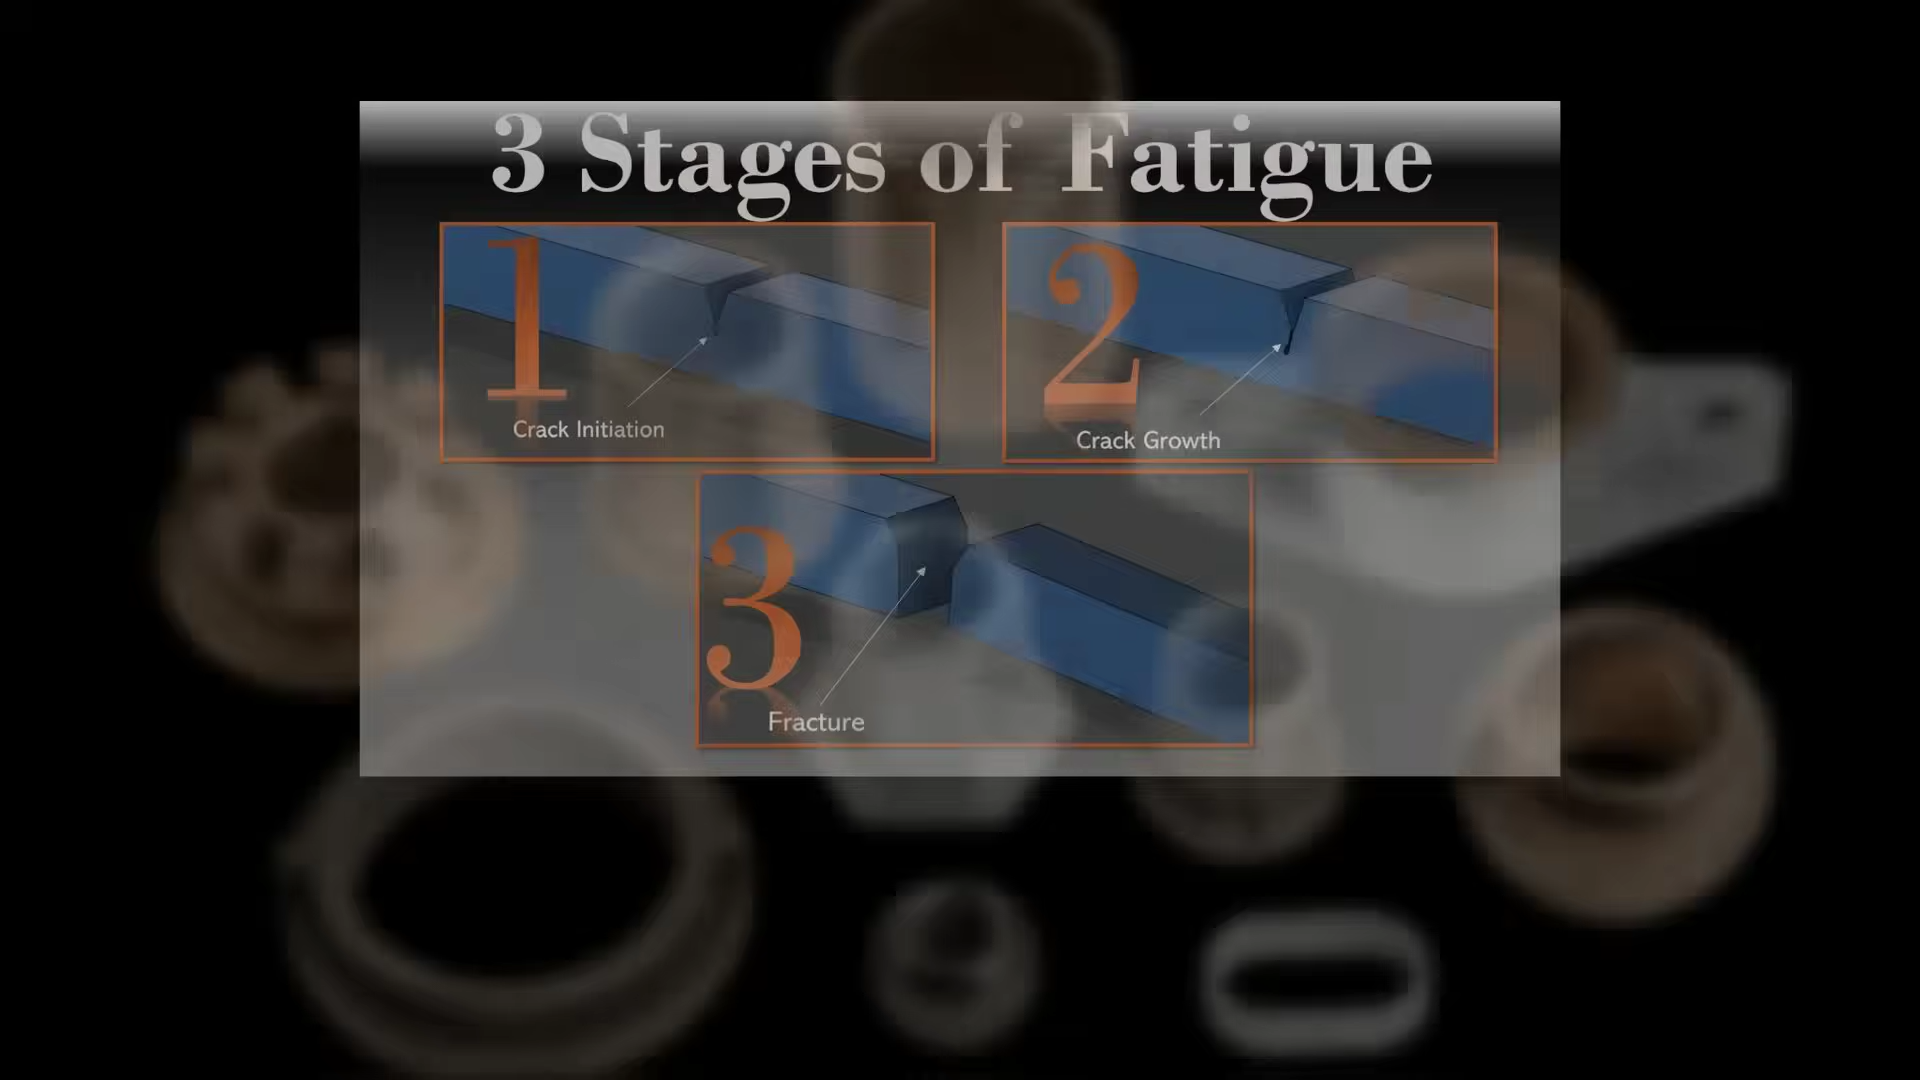 3 Stages of Fatigue
1
Crack Initiation
2
Crack Growth
3
Fracture